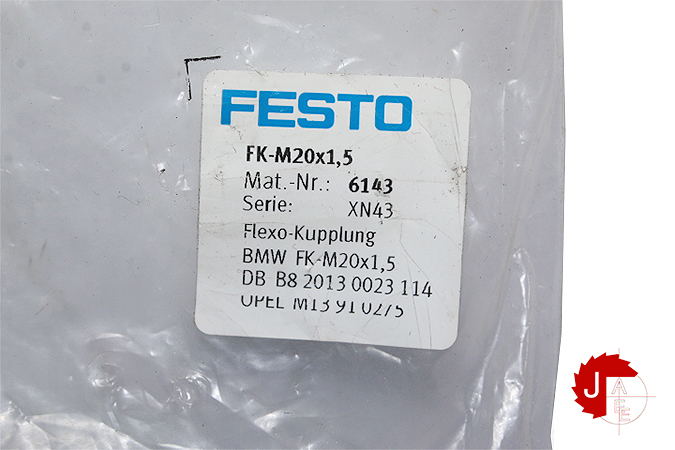 FESTO
FK-M20x1,5
Mat.-Nr.: 6143
Serie: XN43
Flexo-Kupplung
BMW FK-M20x1,5
DB B8 2013 0023 114
OPEL M13 91 0275
J
A
E
E